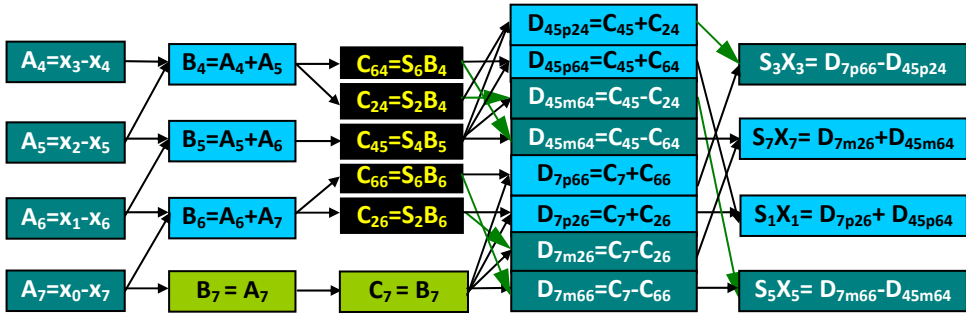 A₄=x₃-x₄
A₅=x₂-x₅
A₆=x₁-x₆
A₇=x₀-x₇
B₄=A₄+A₅
B₅=A₅+A₆
B₆=A₆+A₇
B₇ = A₇
C₆₄=S₆B₄
C₂₄=S₂B₄
C₄₅=S₄B₅
C₆₆=S₆B₆
C₂₆=S₂B₆
C₇ = B₇
D₄₅ₚ₂₄=C₄₅+C₂₄
D₄₅ₚ₆₄=C₄₅+C₆₄
D₄₅ₘ₆₄=C₄₅-C₂₄
D₄₅ₘ₆₄=C₄₅-C₆₄
D₇ₚ₆₆=C₇+C₆₆
D₇ₚ₂₆=C₇+C₂₆
D₇ₘ₂₆=C₇-C₂₆
D₇ₘ₆₆=C₇-C₆₆
S₃X₃= D₇ₚ₆₆-D₄₅ₚ₂₄
S₇X₇= D₇ₘ₂₆+D₄₅ₘ₆₄
S₁X₁= D₇ₚ₂₆+ D₄₅ₚ₆₄
S₅X₅= D₇ₘ₆₆-D₄₅ₘ₆₄